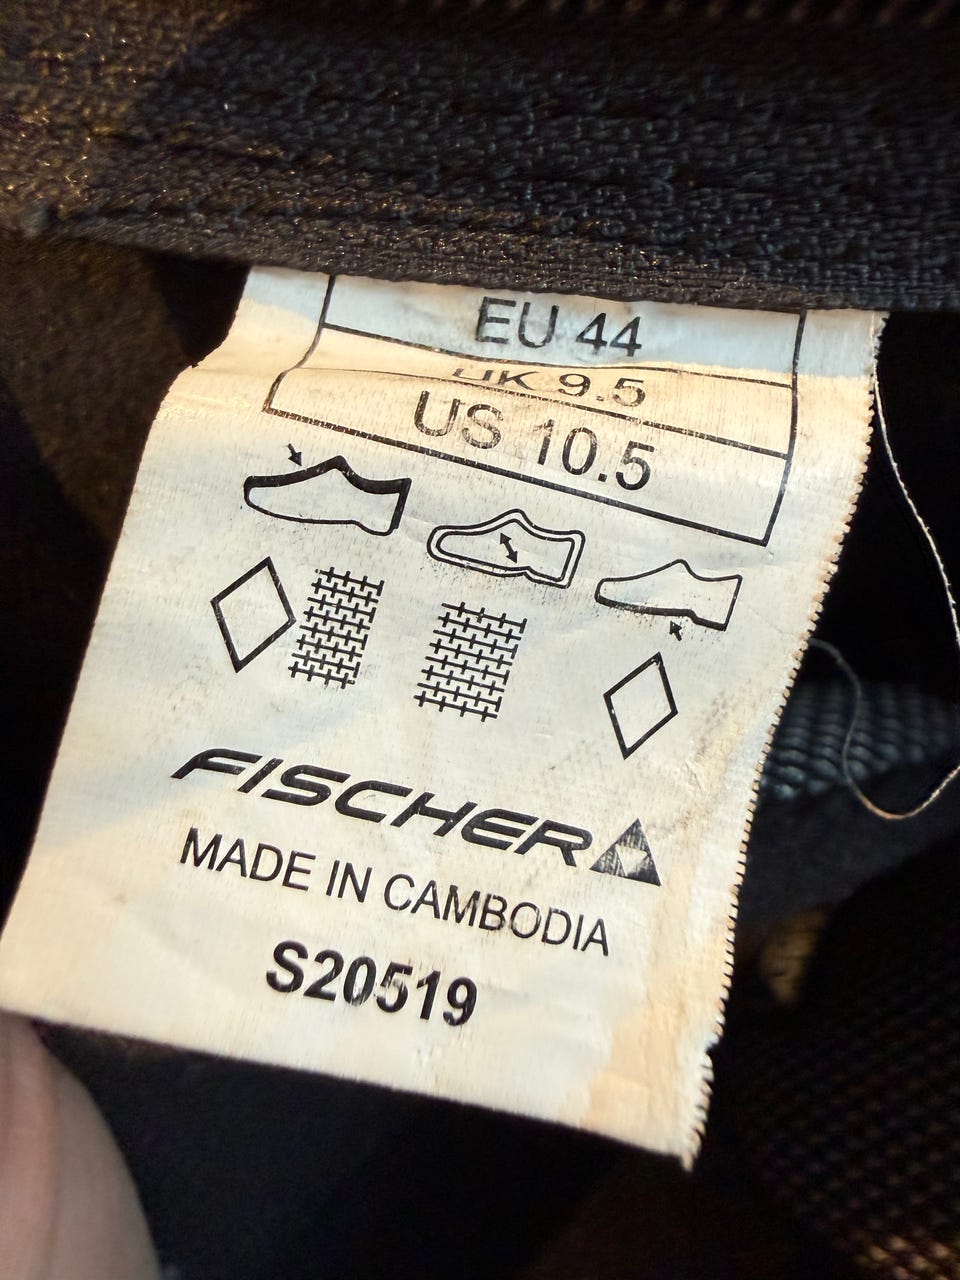 EU 44
UK 9.5
US 10.5
FISCHER
MADE IN CAMBODIA
S20519